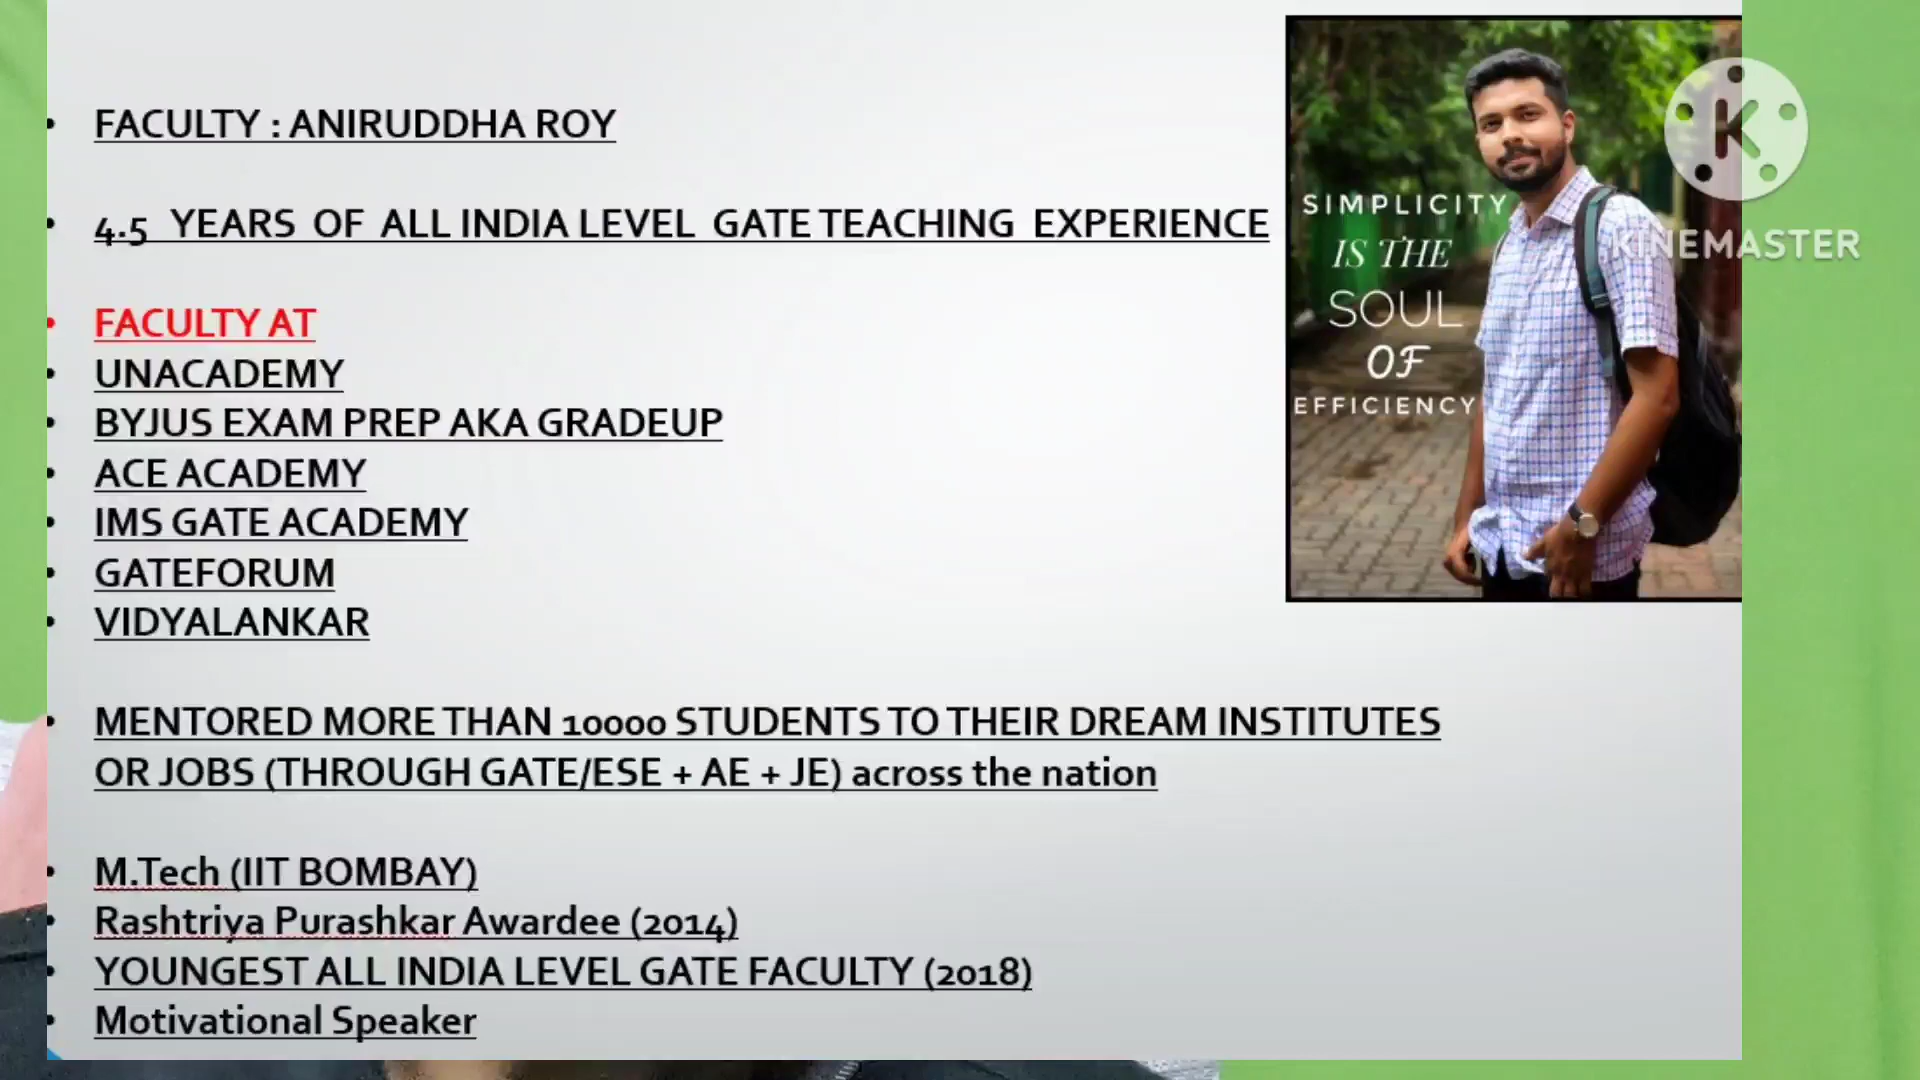 FACULTY : ANIRUDDHA ROY
4.5 YEARS OF ALL INDIA LEVEL GATE TEACHING EXPERIENCE
FACULTY AT
UNACADEMY
BYJUS EXAM PREP AKA GRADEUP
ACE ACADEMY
IMS GATE ACADEMY
GATEFORUM
VIDYALANKAR
MENTORED MORE THAN 10000 STUDENTS TO THEIR DREAM INSTITUTES
OR JOBS (THROUGH GATE/ESE + AE + JE) across the nation
M.Tech (IIT BOMBAY)
Rashtriya Purashkar Awardee (2014)
YOUNGEST ALL INDIA LEVEL GATE FACULTY (2018)
Motivational Speaker
SIMPLICITY
IS THE
SOUL
OF
EFFICIENCY
K
KINEMASTER